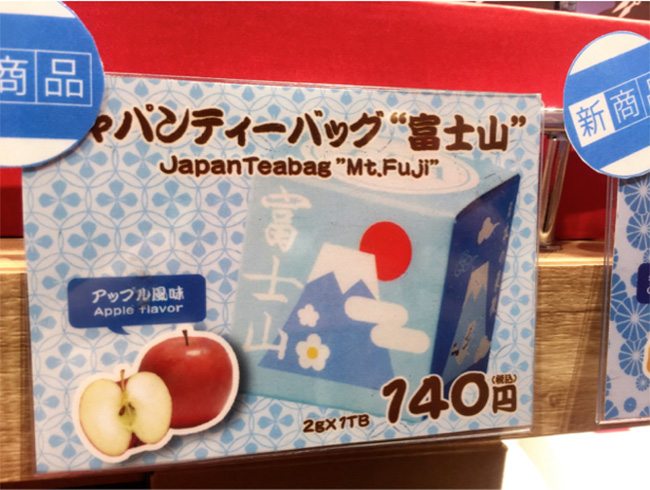 商品
ャパンティーバッグ“富士山”
JapanTeabag "Mt.Fuji"
富士山
アップル風味
Apple flavor
2g×1TB
140円
(税込)
新商品